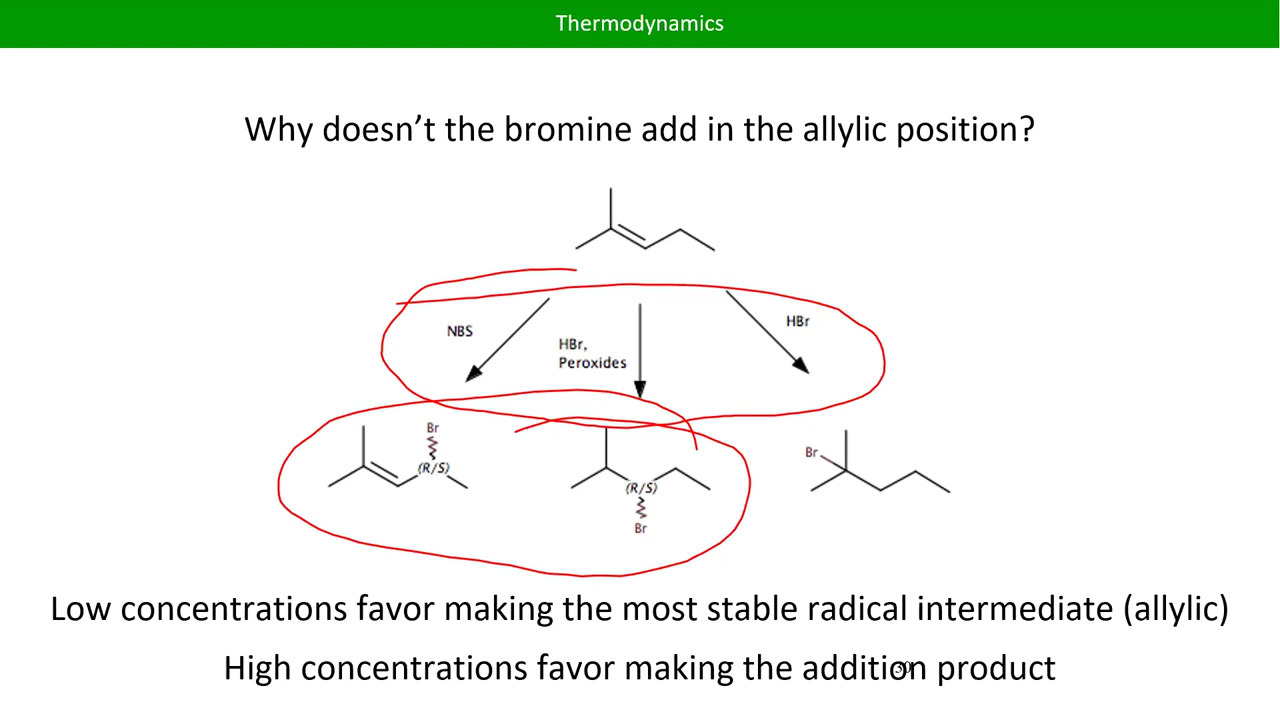 Thermodynamics
Why doesn’t the bromine add in the allylic position?
NBS
HBr,
Peroxides
HBr
Br
(R/S)
(R/S)
Br
Br
Low concentrations favor making the most stable radical intermediate (allylic)
High concentrations favor making the addition product
30